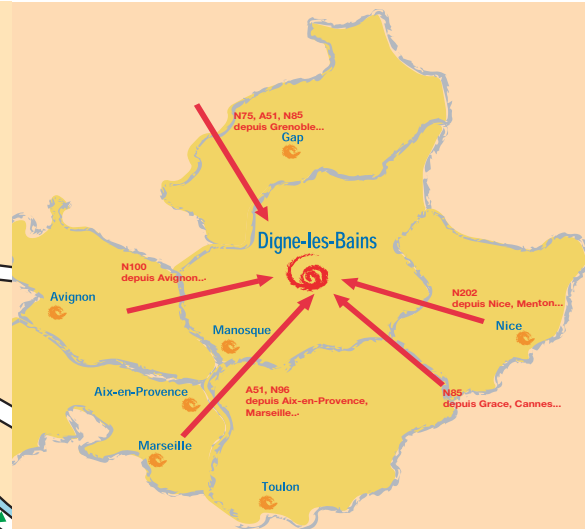 N75, A51, N85
depuis Grenoble...
Gap
Digne-les-Bains
N100
depuis Avignon...
Avignon
N202
depuis Nice, Menton...
Nice
Manosque
Aix-en-Provence
A51, N96
depuis Aix-en-Provence,
Marseille...
N85
depuis Grace, Cannes...
Marseille
Toulon